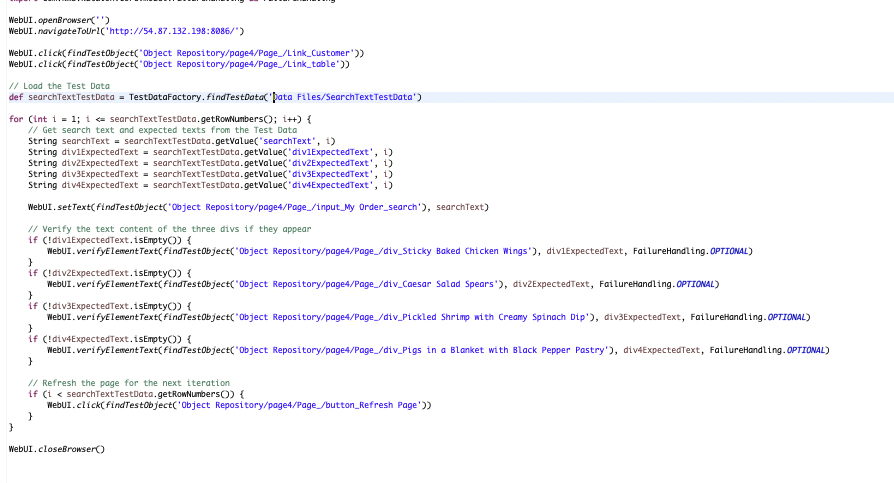 WebUI.openBrowser('')
WebUI.navigateToUrl('http://54.87.132.198:8086/')
WebUI.click(findTestObject('Object Repository/page4/Page_/Link_Customer'))
WebUI.click(findTestObject('Object Repository/page4/Page_/Link_table'))
// Load the Test Data
def searchTextTestData = TestDataFactory.findTestData('Data Files/SearchTextTestData')
for (int i = 1; i <= searchTextTestData.getRowNumbers(); i++) {
// Get search text and expected texts from the Test Data
String searchText = searchTextTestData.getValue('searchText', i)
String div1ExpectedText = searchTextTestData.getValue('div1ExpectedText', i)
String div2ExpectedText = searchTextTestData.getValue('div2ExpectedText', i)
String div3ExpectedText = searchTextTestData.getValue('div3ExpectedText', i)
String div4ExpectedText = searchTextTestData.getValue('div4ExpectedText', i)
WebUI.setText(findTestObject('Object Repository/page4/Page_/input_My Order_search'), searchText)
// Verify the text content of the three divs if they appear
if (!div1ExpectedText.isEmpty()) {
WebUI.verifyElementText(findTestObject('Object Repository/page4/Page_/div_Sticky Baked Chicken Wings'), div1ExpectedText, FailureHandling.OPTIONAL)
}
if (!div2ExpectedText.isEmpty()) {
WebUI.verifyElementText(findTestObject('Object Repository/page4/Page_/div_Caesar Salad Spears'), div2ExpectedText, FailureHandling.OPTIONAL)
}
if (!div3ExpectedText.isEmpty()) {
WebUI.verifyElementText(findTestObject('Object Repository/page4/Page_/div_Pickled Shrimp with Creamy Spinach Dip'), div3ExpectedText, FailureHandling.OPTIONAL)
}
if (!div4ExpectedText.isEmpty()) {
WebUI.verifyElementText(findTestObject('Object Repository/page4/Page_/div_Pigs in a Blanket with Black Pepper Pastry'), div4ExpectedText, FailureHandling.OPTIONAL)
}
// Refresh the page for the next iteration
if (i < searchTextTestData.getRowNumbers()) {
WebUI.click(findTestObject('Object Repository/page4/Page_/button_Refresh Page'))
}
}
WebUI.closeBrowser()